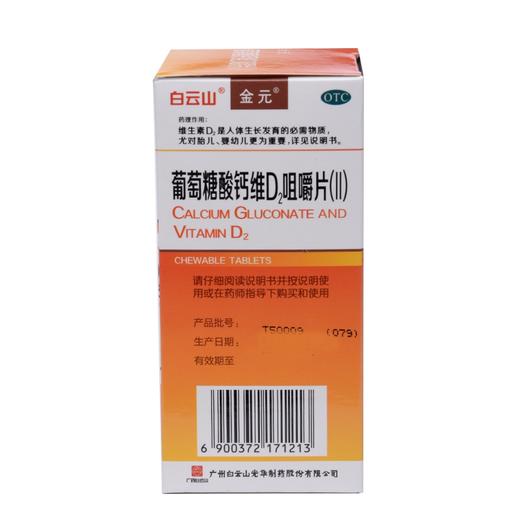 白云山® 金元® OTC
药理作用：
维生素D₂是人体生长发育的必需物质，
尤对胎儿、婴幼儿更为重要，详见说明书。
葡萄糖酸钙维D₂咀嚼片(II)
CALCIUM GLUCONATE AND
VITAMIN D₂
CHEWABLE TABLETS
请仔细阅读说明书并按说明使
用或在药师指导下购买和使用
产品批号： T50009 (079)
生产日期：
有效期至
6 900372 171213
广州白云山光华制药股份有限公司